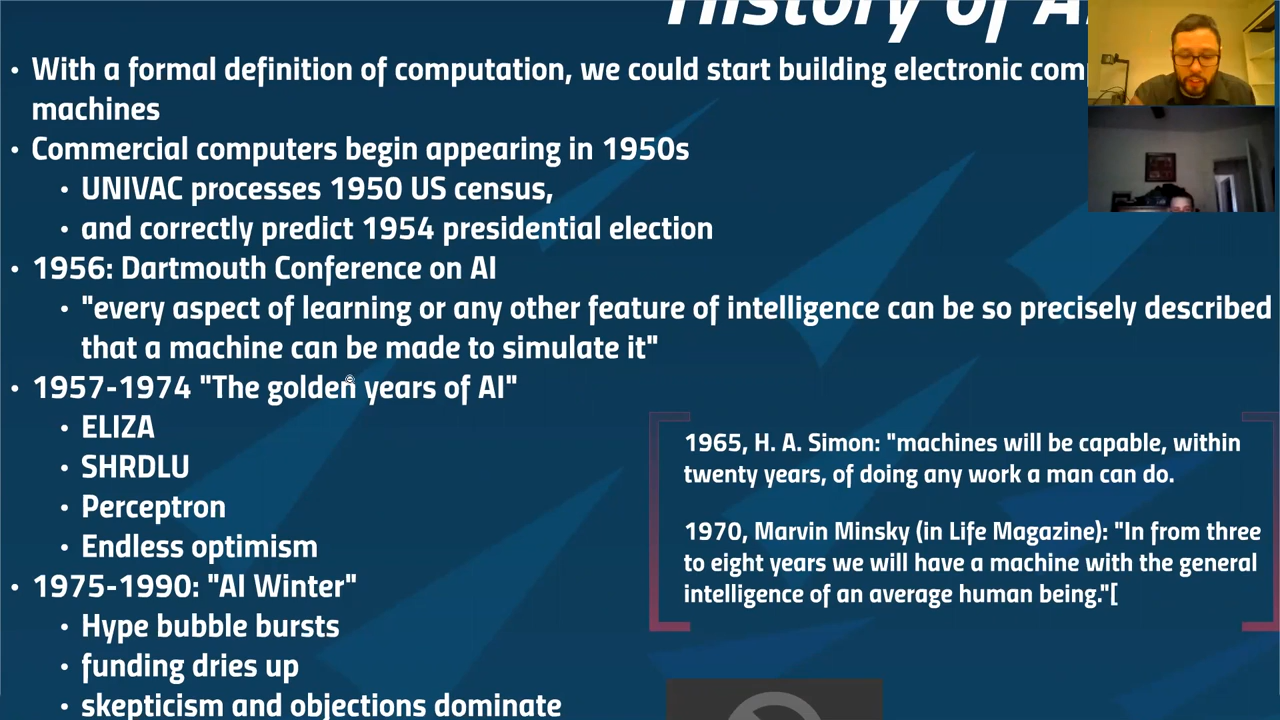 History of
• With a formal definition of computation, we could start building electronic
machines
• Commercial computers begin appearing in 1950s
• UNIVAC processes 1950 US census,
• and correctly predict 1954 presidential election
• 1956: Dartmouth Conference on AI
• "every aspect of learning or any other feature of intelligence can be so precisely described
that a machine can be made to simulate it"
• 1957-1974 "The golden years of AI"
• ELIZA
• SHRDLU
• Perceptron
• Endless optimism
• 1975-1990: "AI Winter"
• Hype bubble bursts
• funding dries up
• skepticism and objections dominate
1965, H. A. Simon: "machines will be capable, within
twenty years, of doing any work a man can do.
1970, Marvin Minsky (in Life Magazine): "In from three
to eight years we will have a machine with the general
intelligence of an average human being."[